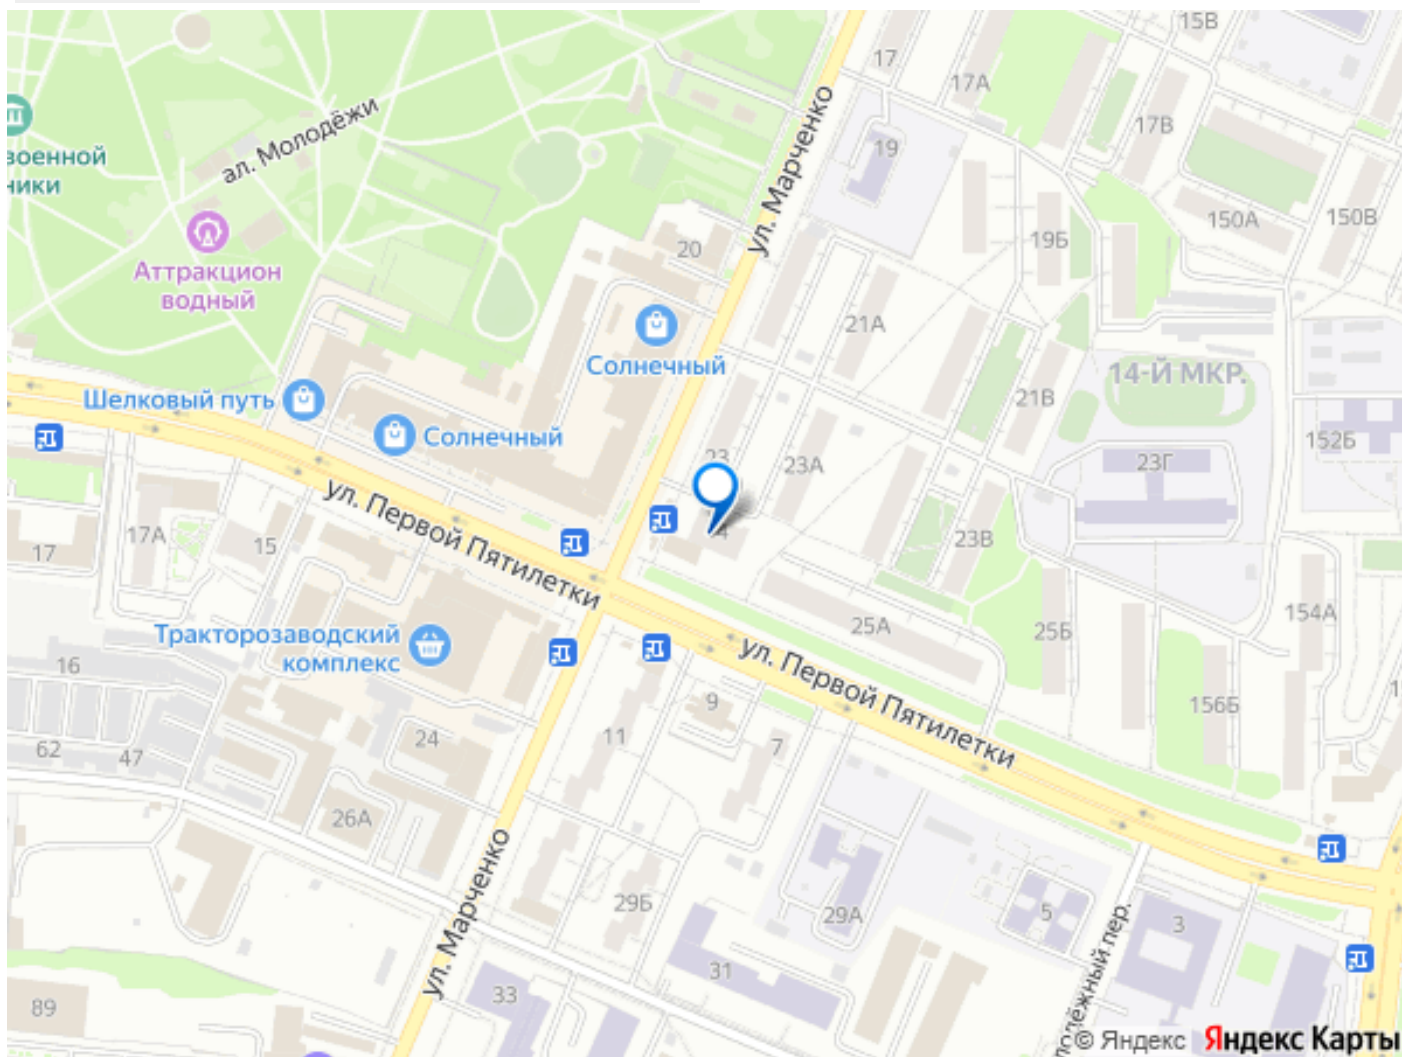 15В
17
17А
ул. Марченко
17В
ал. Молодёжи
военной
ники
19
150А
150В
19Б
20
Аттракцион
водный
21А
Солнечный
14-Й МКР.
21В
Шелковый путь
Солнечный
152Б
23
23А
23Г
ул. Первой Пятилетки
17А
15
17
4
23В
154А
25А
25Б
Тракторозаводский
комплекс
ул. Первой Пятилетки
16
9
156Б
24
11
7
62
47
26А
ул. Марченко
29Б
29А
5
3
31
33
89
© Яндекс
Яндекс Карты